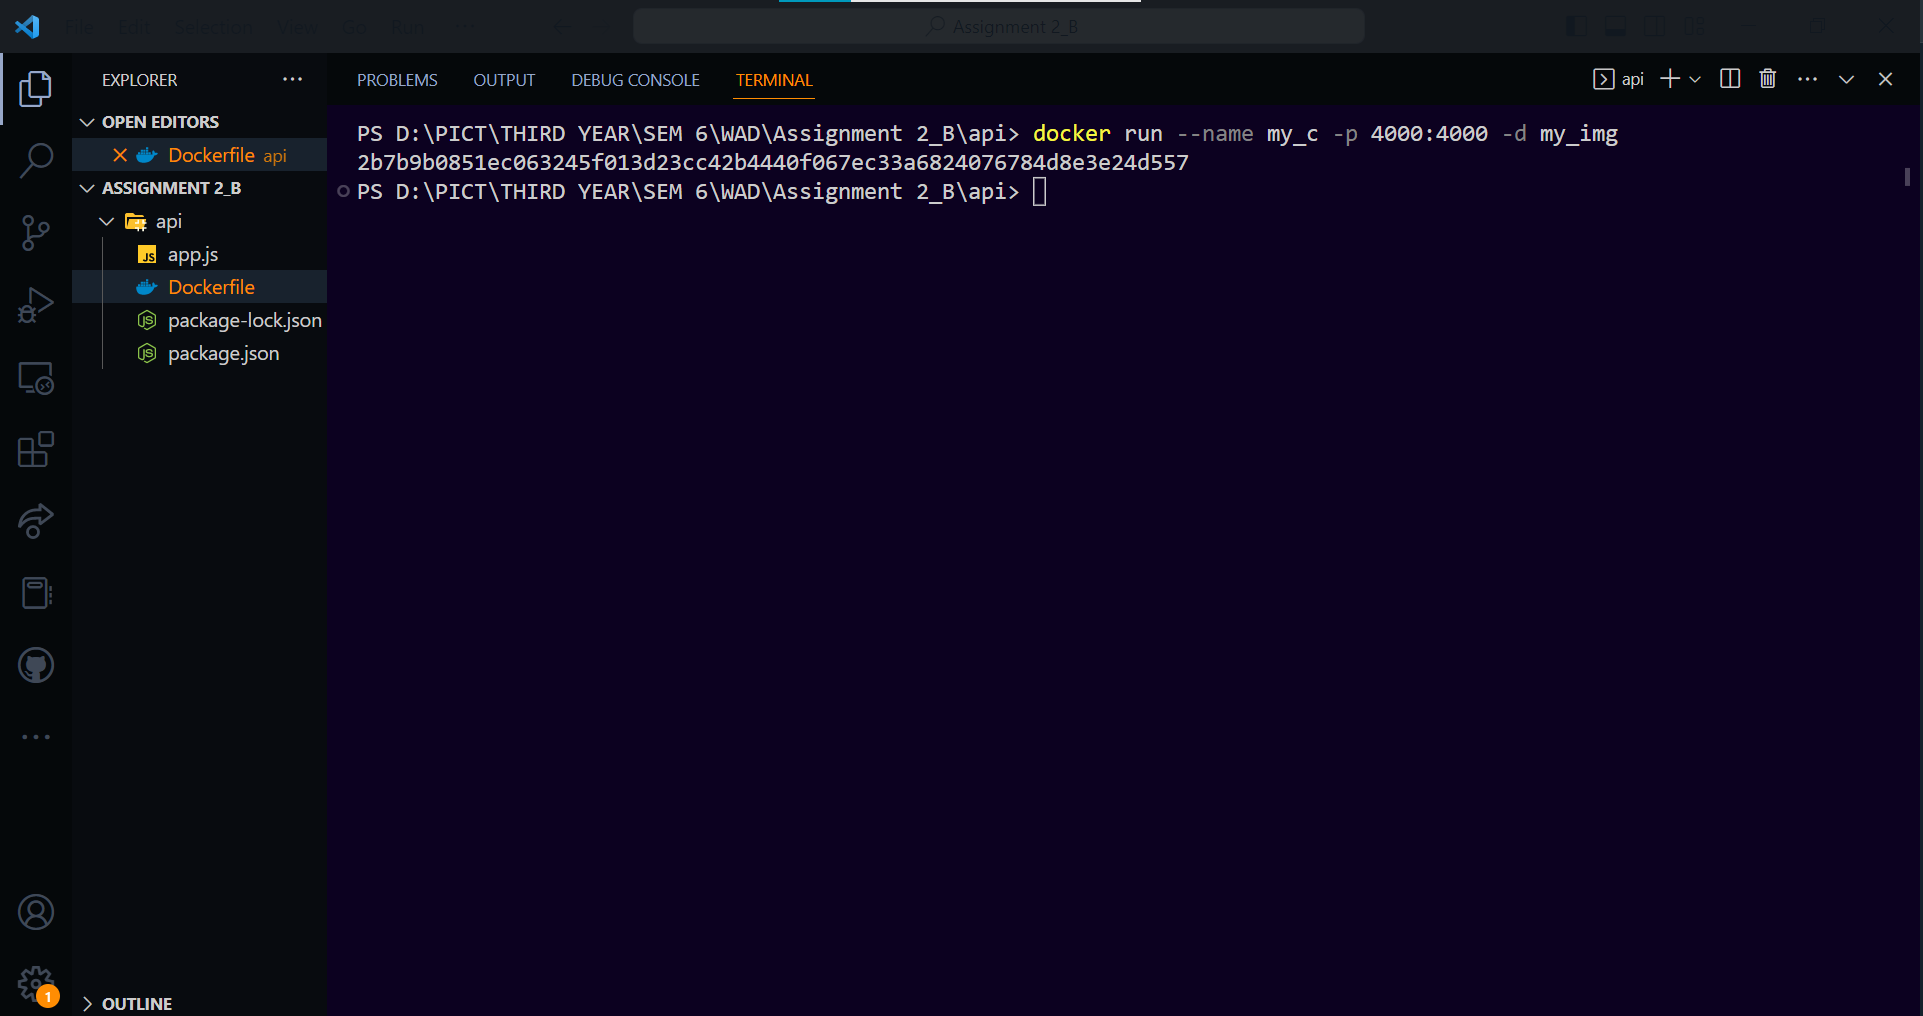 File Edit Selection View Go Run
Assignment 2_B
EXPLORER
PROBLEMS OUTPUT DEBUG CONSOLE TERMINAL
api
OPEN EDITORS
Dockerfile api
ASSIGNMENT 2_B
api
app.js
Dockerfile
package-lock.json
package.json
PS D:\PICT\THIRD YEAR\SEM 6\WAD\Assignment 2_B\api> docker run --name my_c -p 4000:4000 -d my_img
2b7b9b0851ec063245f013d23cc42b4440f067ec33a6824076784d8e3e24d557
PS D:\PICT\THIRD YEAR\SEM 6\WAD\Assignment 2_B\api>
1
OUTLINE